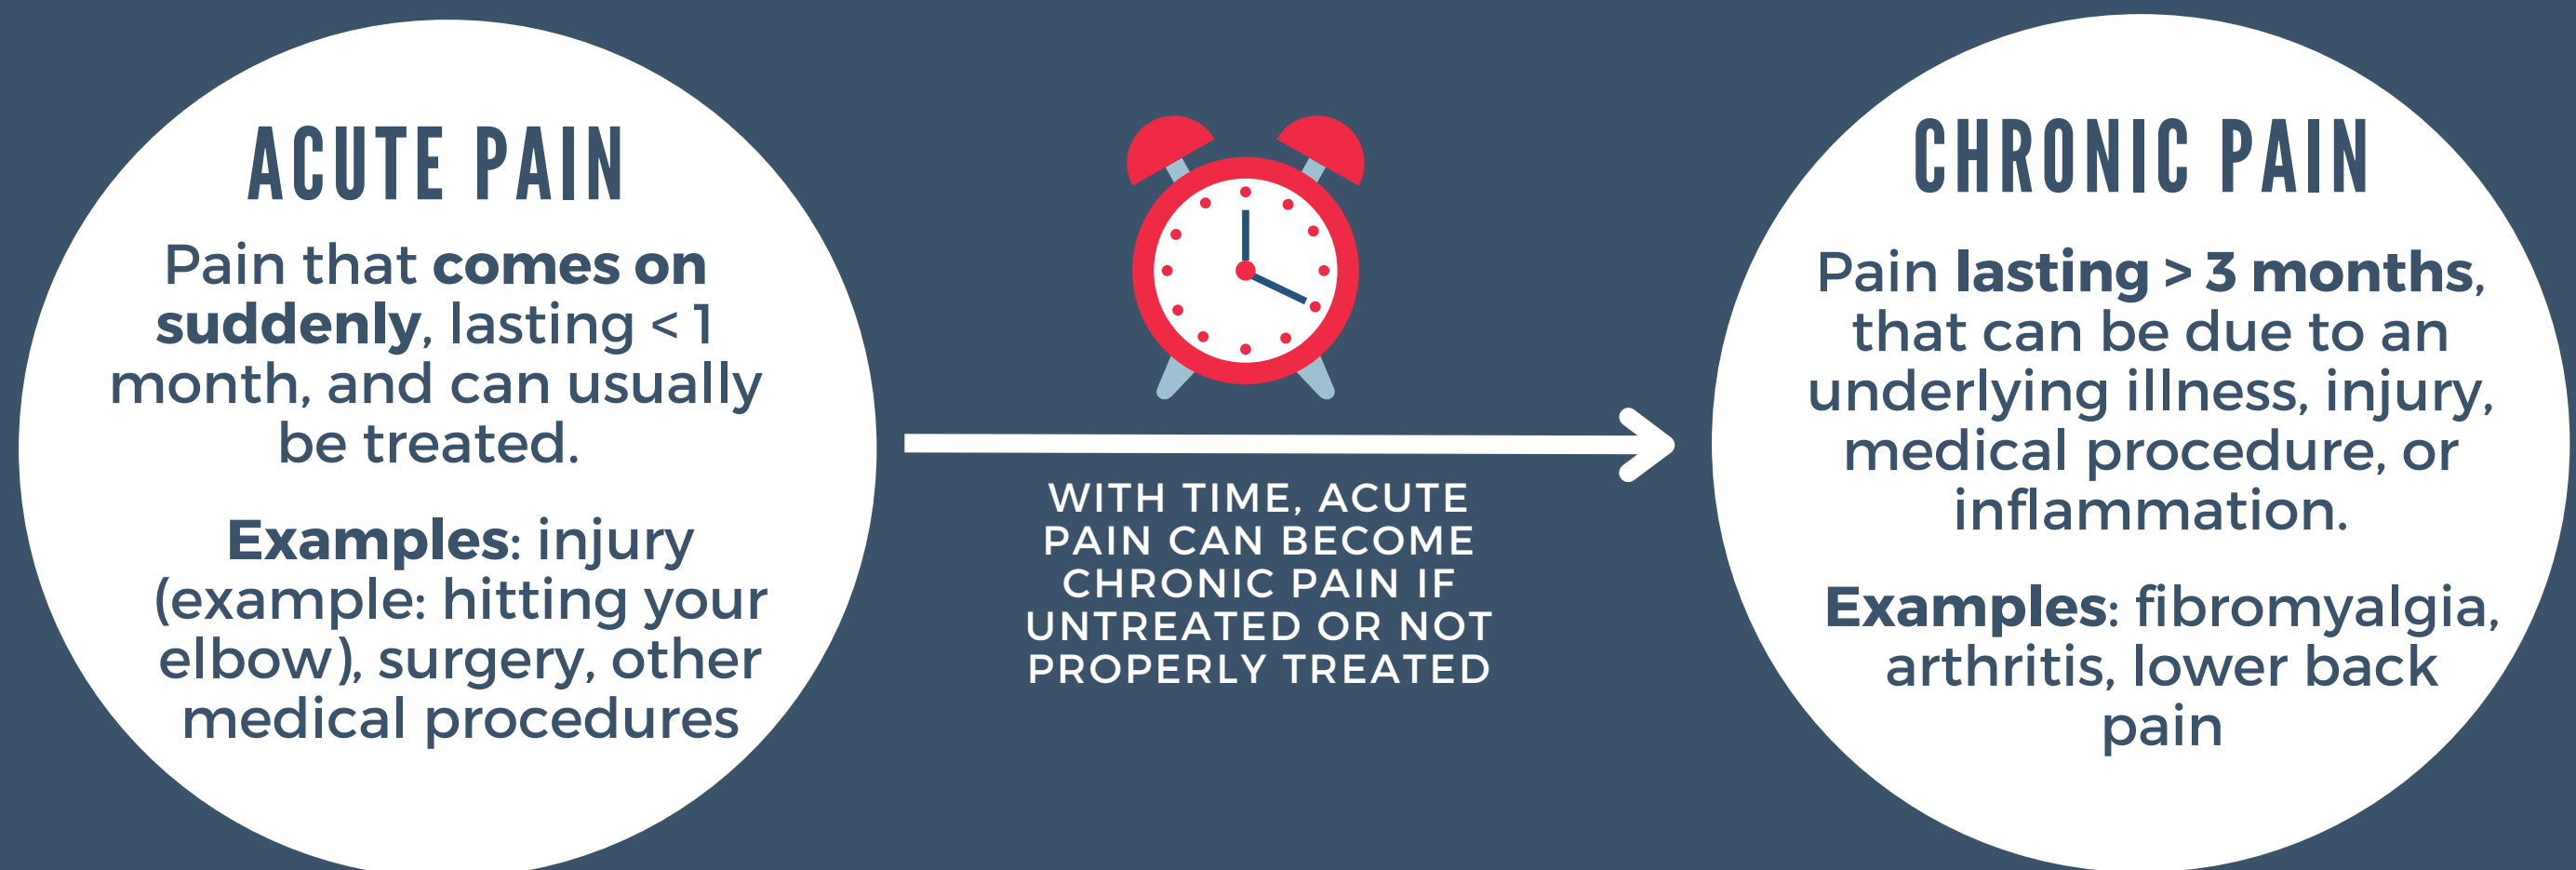 ACUTE PAIN
Pain that comes on
suddenly, lasting < 1
month, and can usually
be treated.
Examples: injury
(example: hitting your
elbow), surgery, other
medical procedures
WITH TIME, ACUTE
PAIN CAN BECOME
CHRONIC PAIN IF
UNTREATED OR NOT
PROPERLY TREATED
CHRONIC PAIN
Pain lasting > 3 months,
that can be due to an
underlying illness, injury,
medical procedure, or
inflammation.
Examples: fibromyalgia,
arthritis, lower back
pain